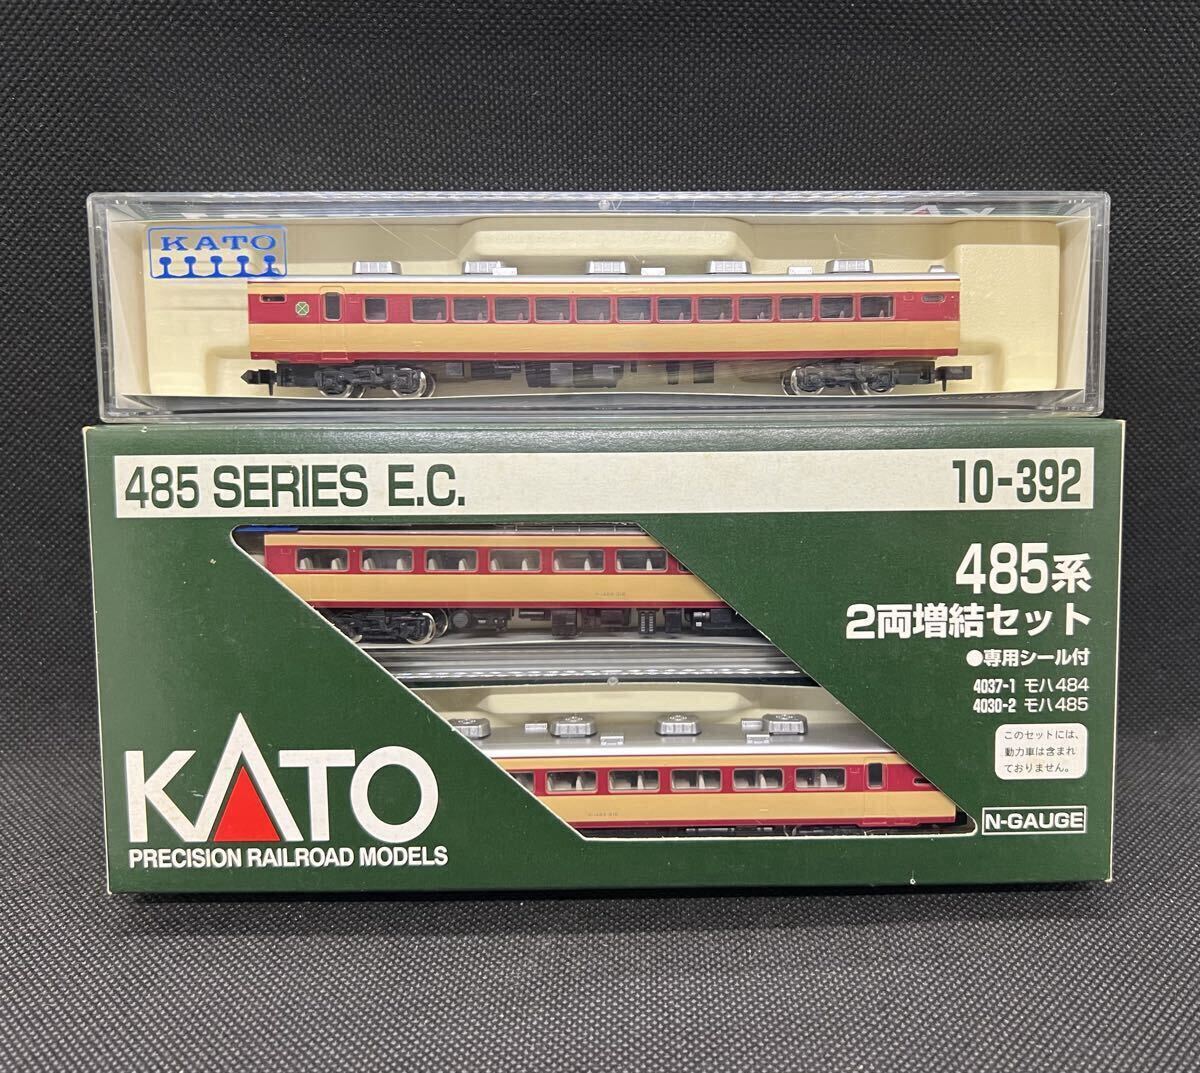 KATO
485 SERIES E.C.
10-392
485系
2両増結セット
●専用シール付
4037-1 モハ484
4030-2 モハ485
このセットには、
動力車は含まれ
ておりません。
N-GAUGE
KATO
PRECISION RAILROAD MODELS